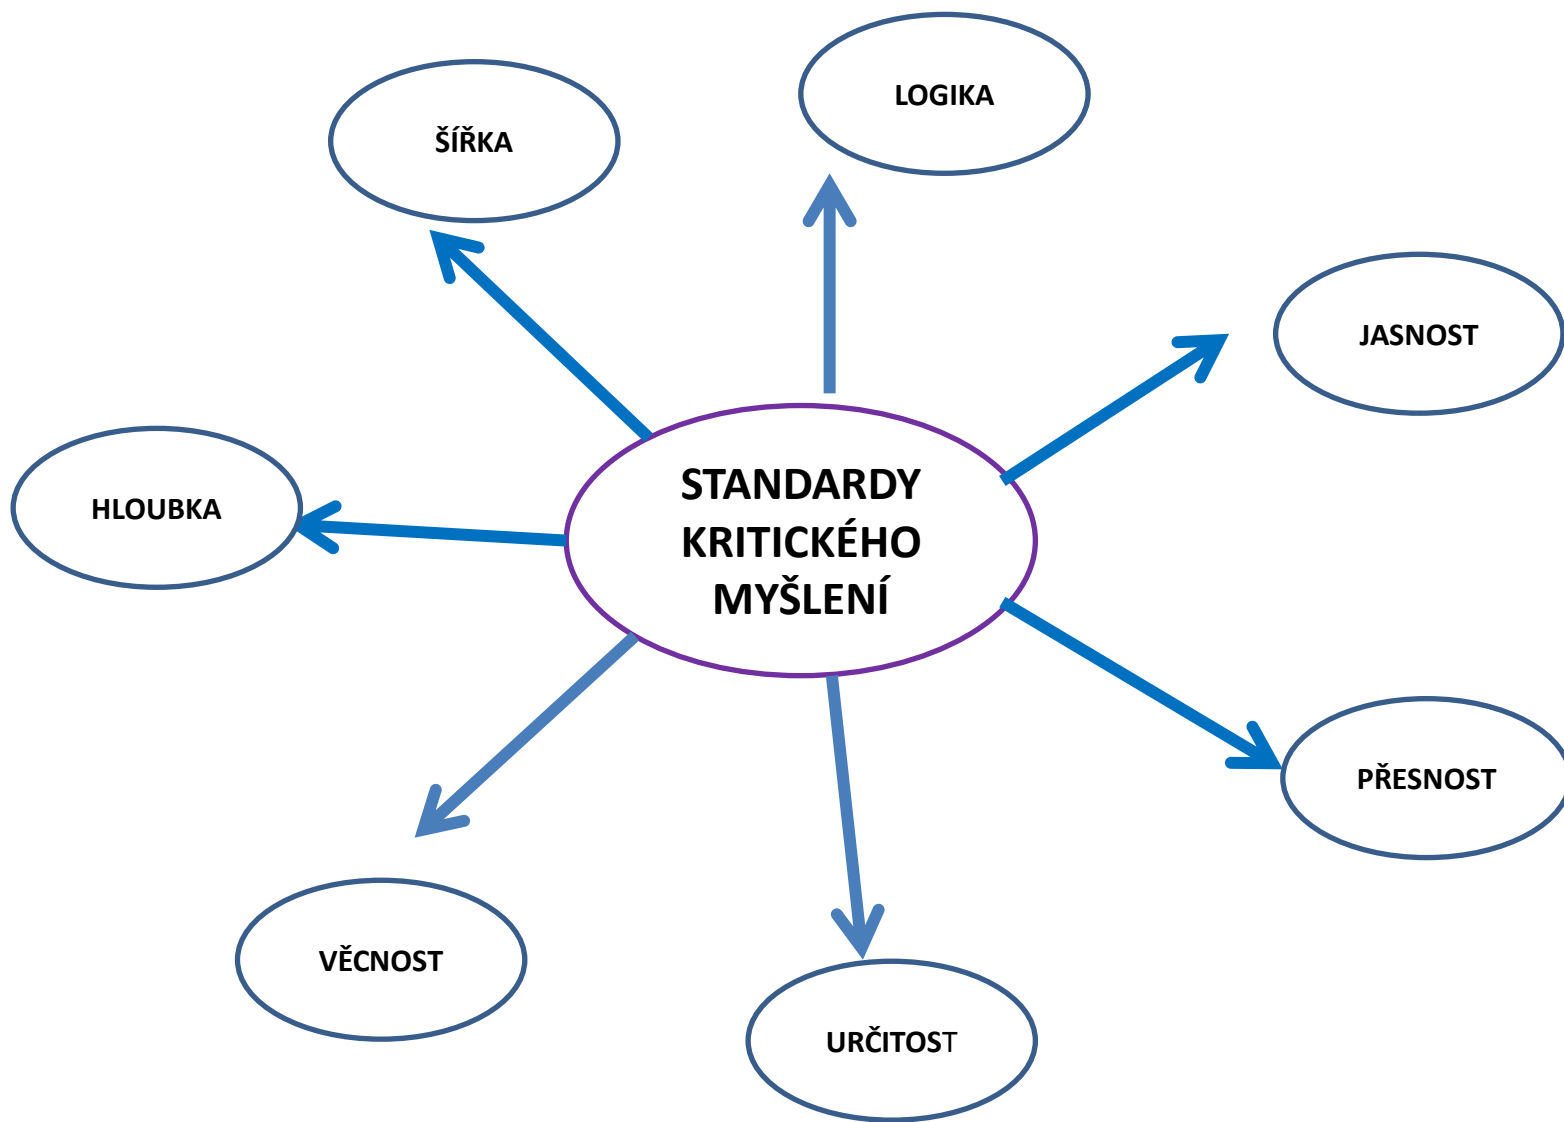 LOGIKA
ŠÍŘKA
JASNOST
STANDARDY
KRITICKÉHO
MYŠLENÍ
HLOUBKA
PŘESNOST
VĚCNOST
URČITOST